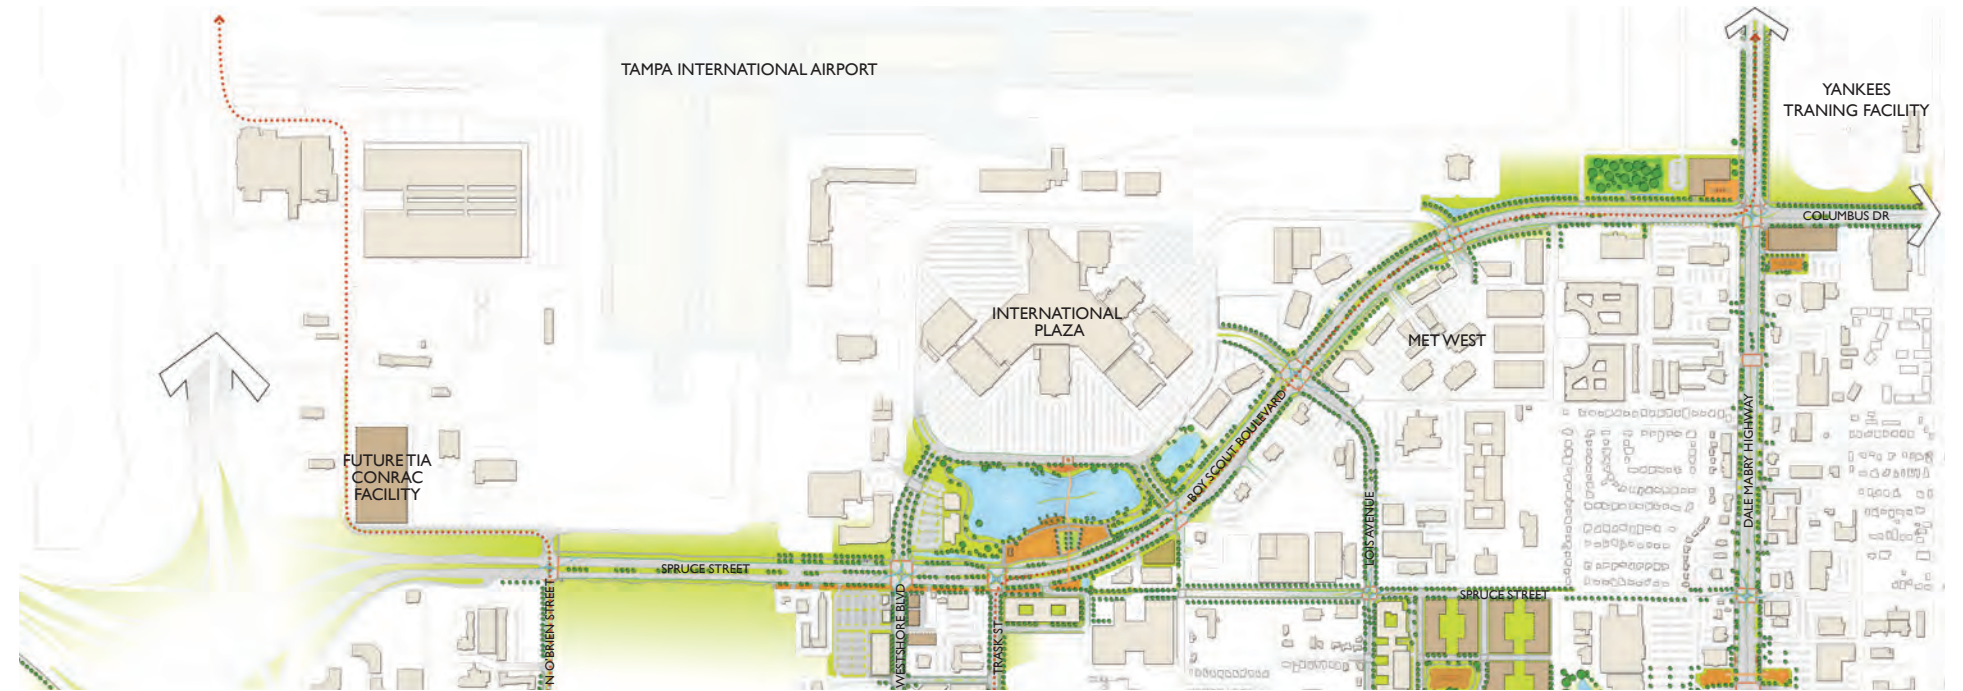 TAMPA INTERNATIONAL AIRPORT
YANKEES
TRANING FACILITY
COLUMBUS DR
INTERNATIONAL
PLAZA
MET WEST
BOY SCOUT BOULEVARD
DALE MABRY HIGHWAY
FUTURE TIA
CONRAC
FACILITY
LOIS AVENUE
SPRUCE STREET
SPRUCE STREET
N O'BRIEN STREET
WESTSHORE BLVD
TRASK ST